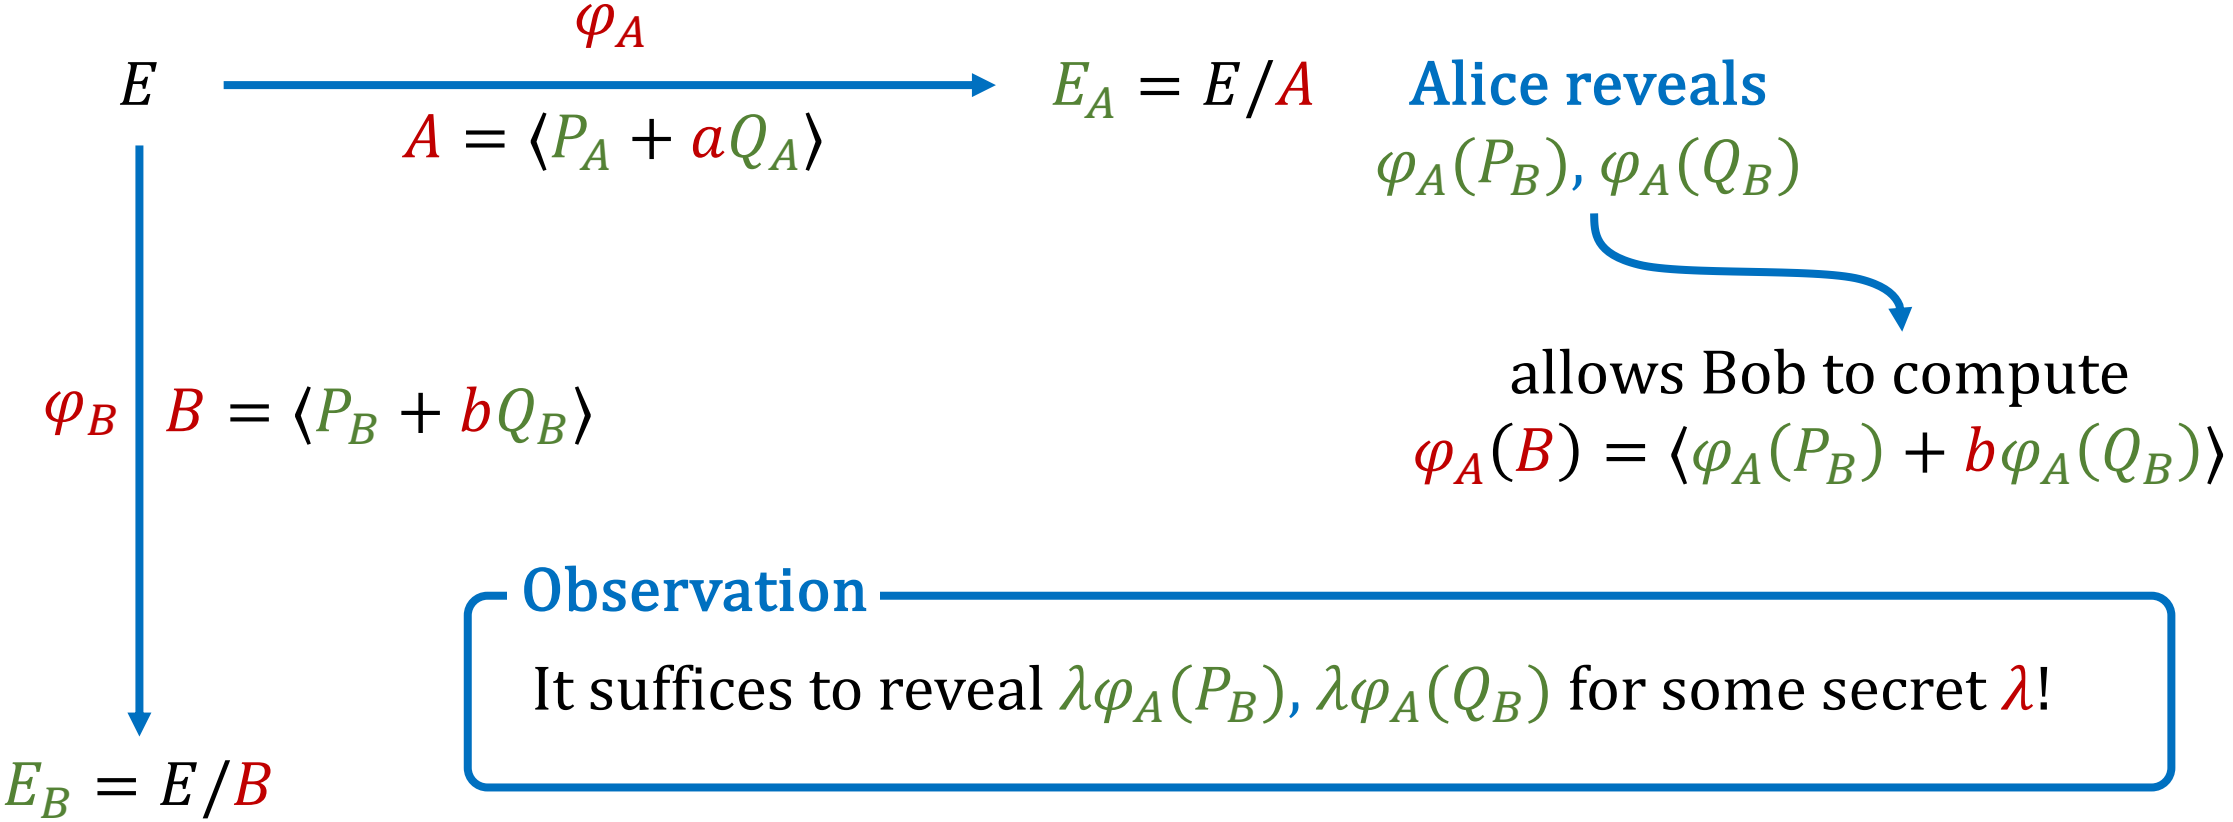 φ_A
E
E_A = E/A
Alice reveals
A = ⟨P_A + aQ_A⟩
φ_A(P_B), φ_A(Q_B)
allows Bob to compute
φ_B
B = ⟨P_B + bQ_B⟩
φ_A(B) = ⟨φ_A(P_B) + bφ_A(Q_B)⟩
Observation
It suffices to reveal λφ_A(P_B), λφ_A(Q_B) for some secret λ!
E_B = E/B